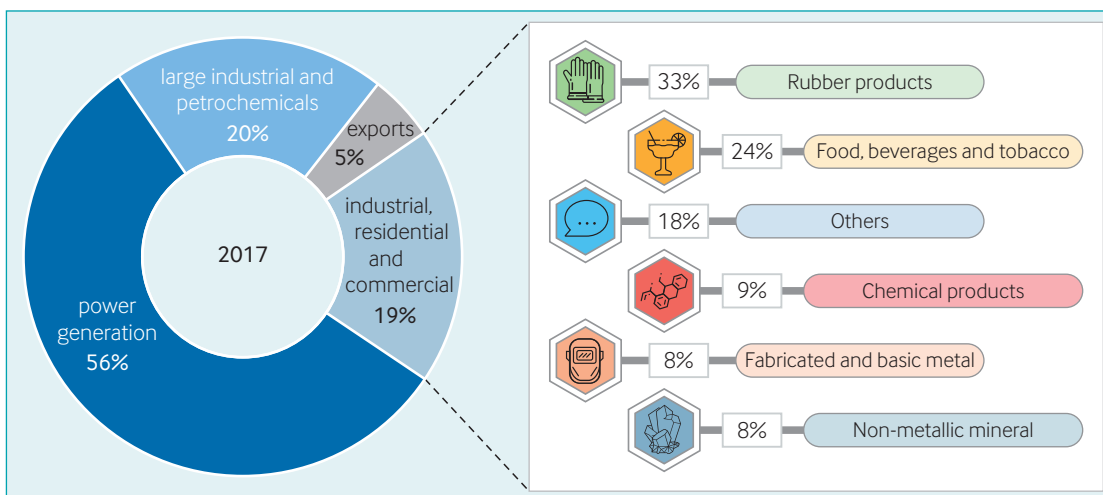 large industrial and
petrochemicals
20%
exports
5%
industrial,
residential
and
commercial
19%
2017
power
generation
56%
33% Rubber products
24% Food, beverages and tobacco
18% Others
9% Chemical products
8% Fabricated and basic metal
8% Non-metallic mineral